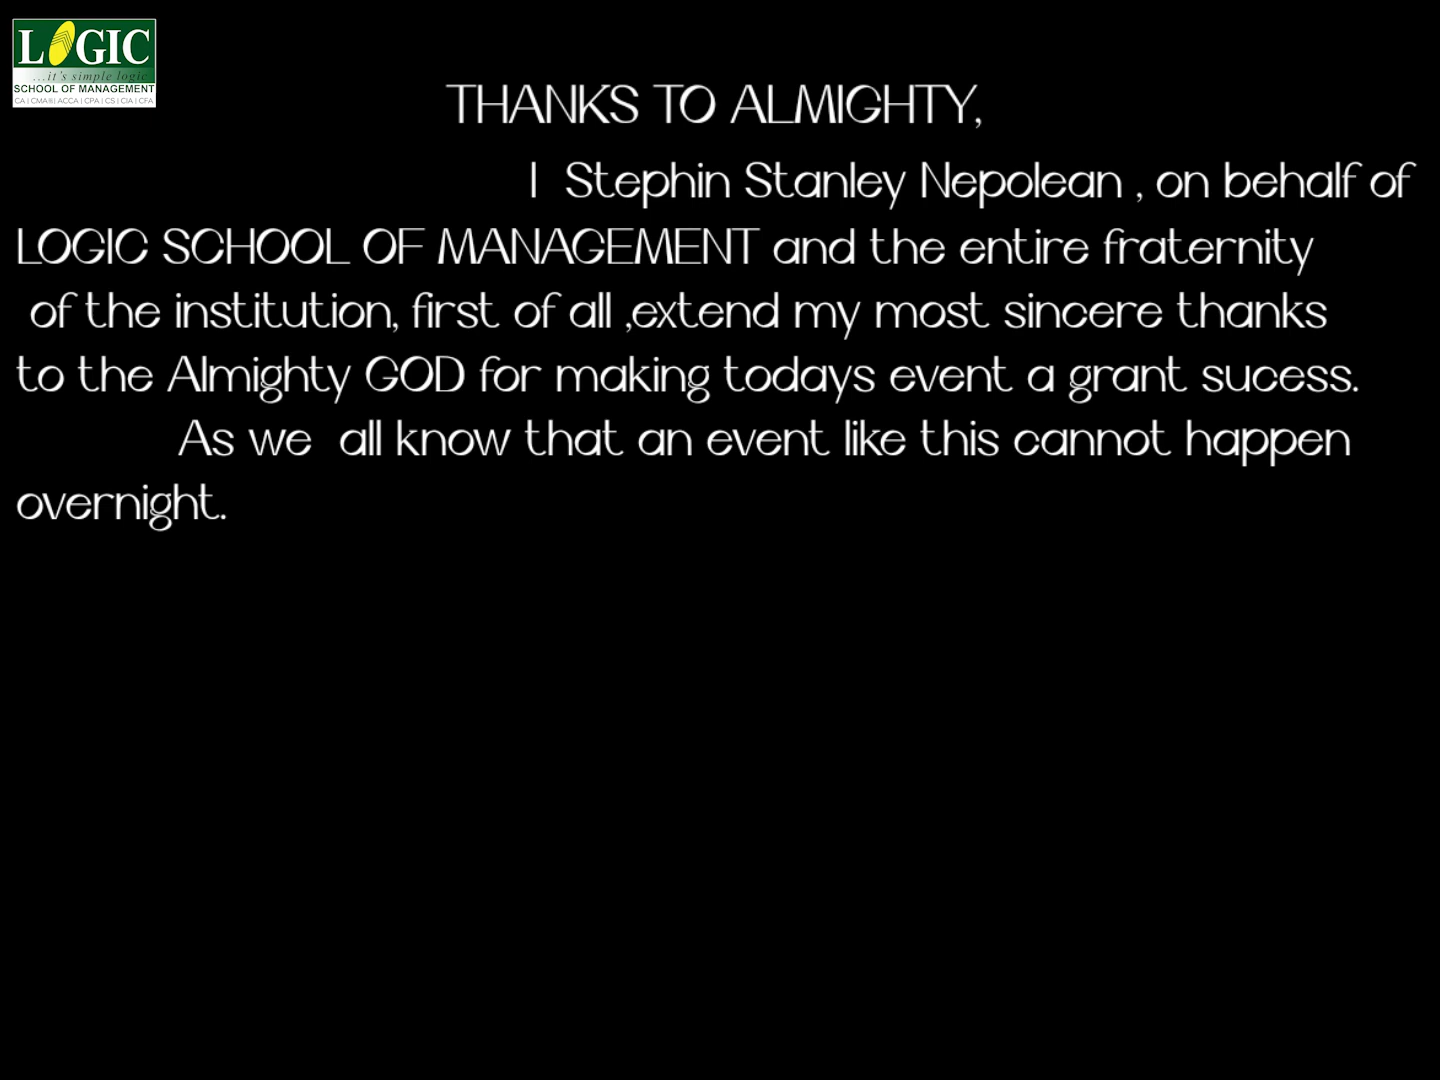 LOGIC
...it's simple logic
SCHOOL OF MANAGEMENT
CA | CMA | ACCA | CPA | CS | CIA | CFA
THANKS TO ALMIGHTY,
I Stephin Stanley Nepolean , on behalf of
LOGIC SCHOOL OF MANAGEMENT and the entire fraternity
of the institution, first of all ,extend my most sincere thanks
to the Almighty GOD for making todays event a grant sucess.
As we all know that an event like this cannot happen
overnight.